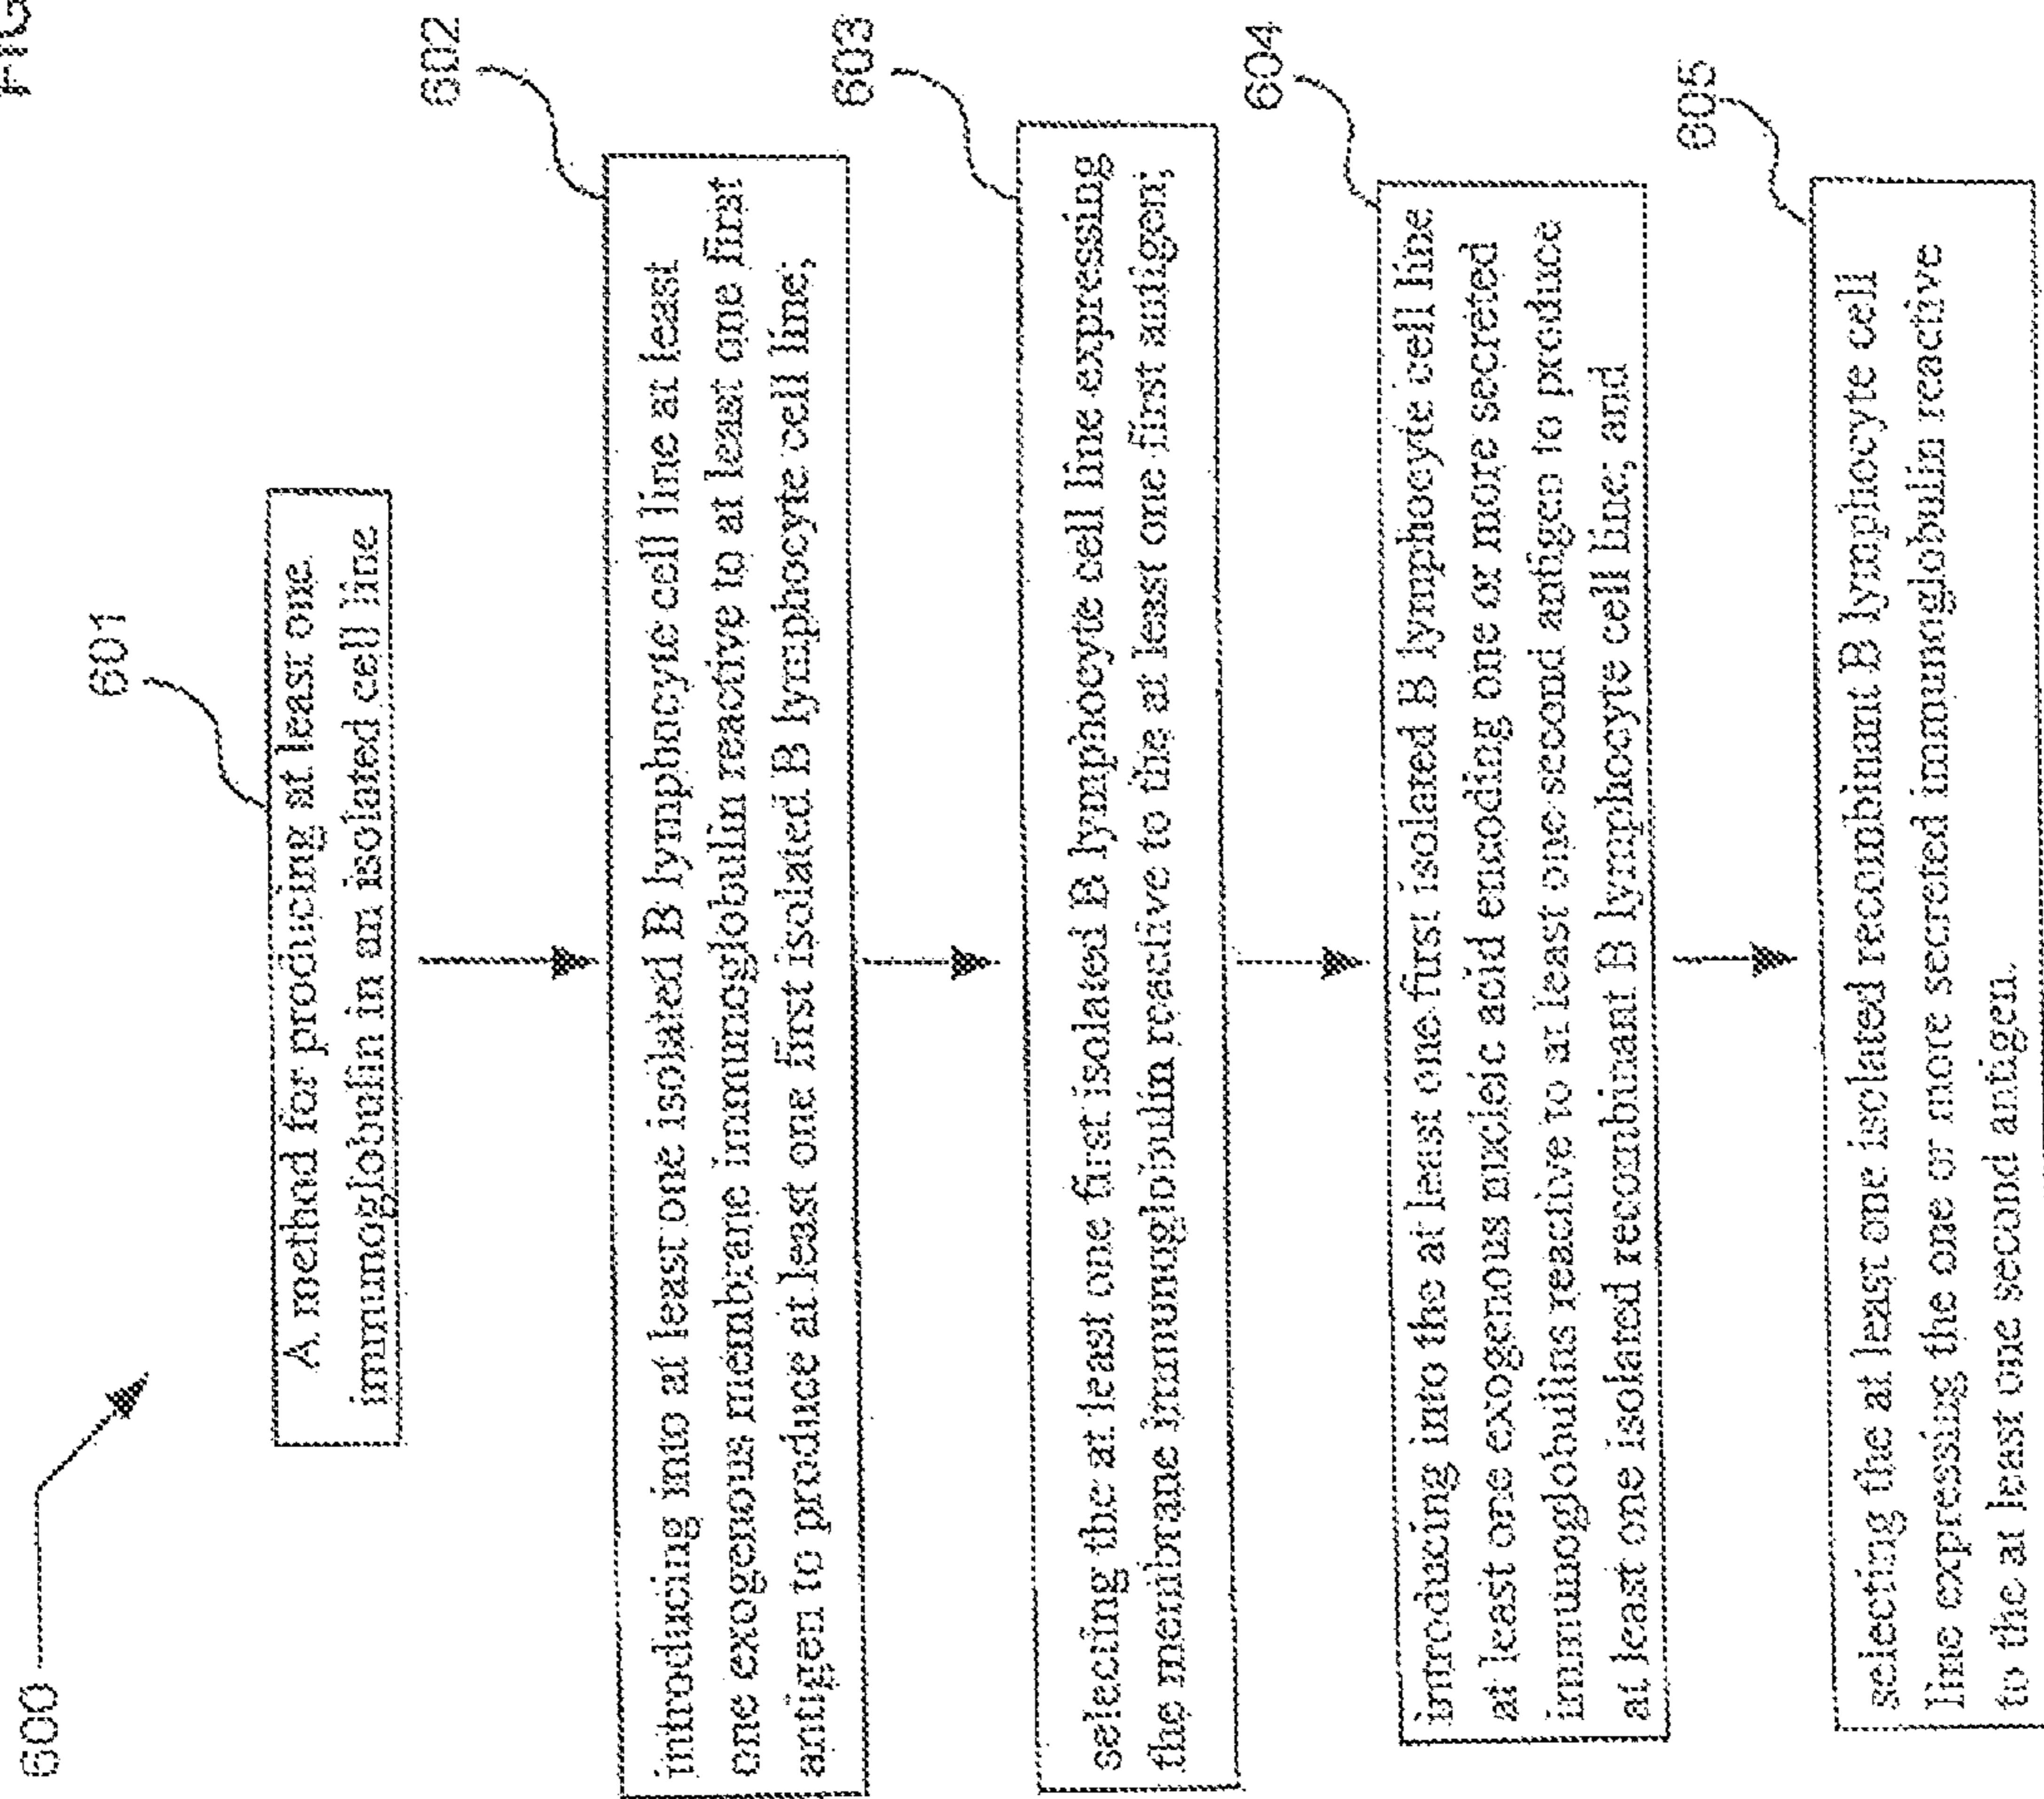 600
601
A method for producing at least one
immunoglobulin in an isolated cell line
602
introducing into at least one isolated B lymphocyte cell line at least
one exogenous membrane immunoglobulin reactive to at least one first
antigen to produce at least one first isolated B lymphocyte cell line;
603
selecting the at least one first isolated B lymphocyte cell line expressing
the membrane immunoglobulin reactive to the at least one first antigen;
604
introducing into the at least one first isolated B lymphocyte cell line
at least one exogenous nucleic acid encoding one or more secreted
immunoglobulins reactive to at least one second antigen to produce
at least one isolated recombinant B lymphocyte cell line; and
605
selecting the at least one isolated recombinant B lymphocyte cell
line expressing the one or more secreted immunoglobulin reactive
to the at least one second antigen.